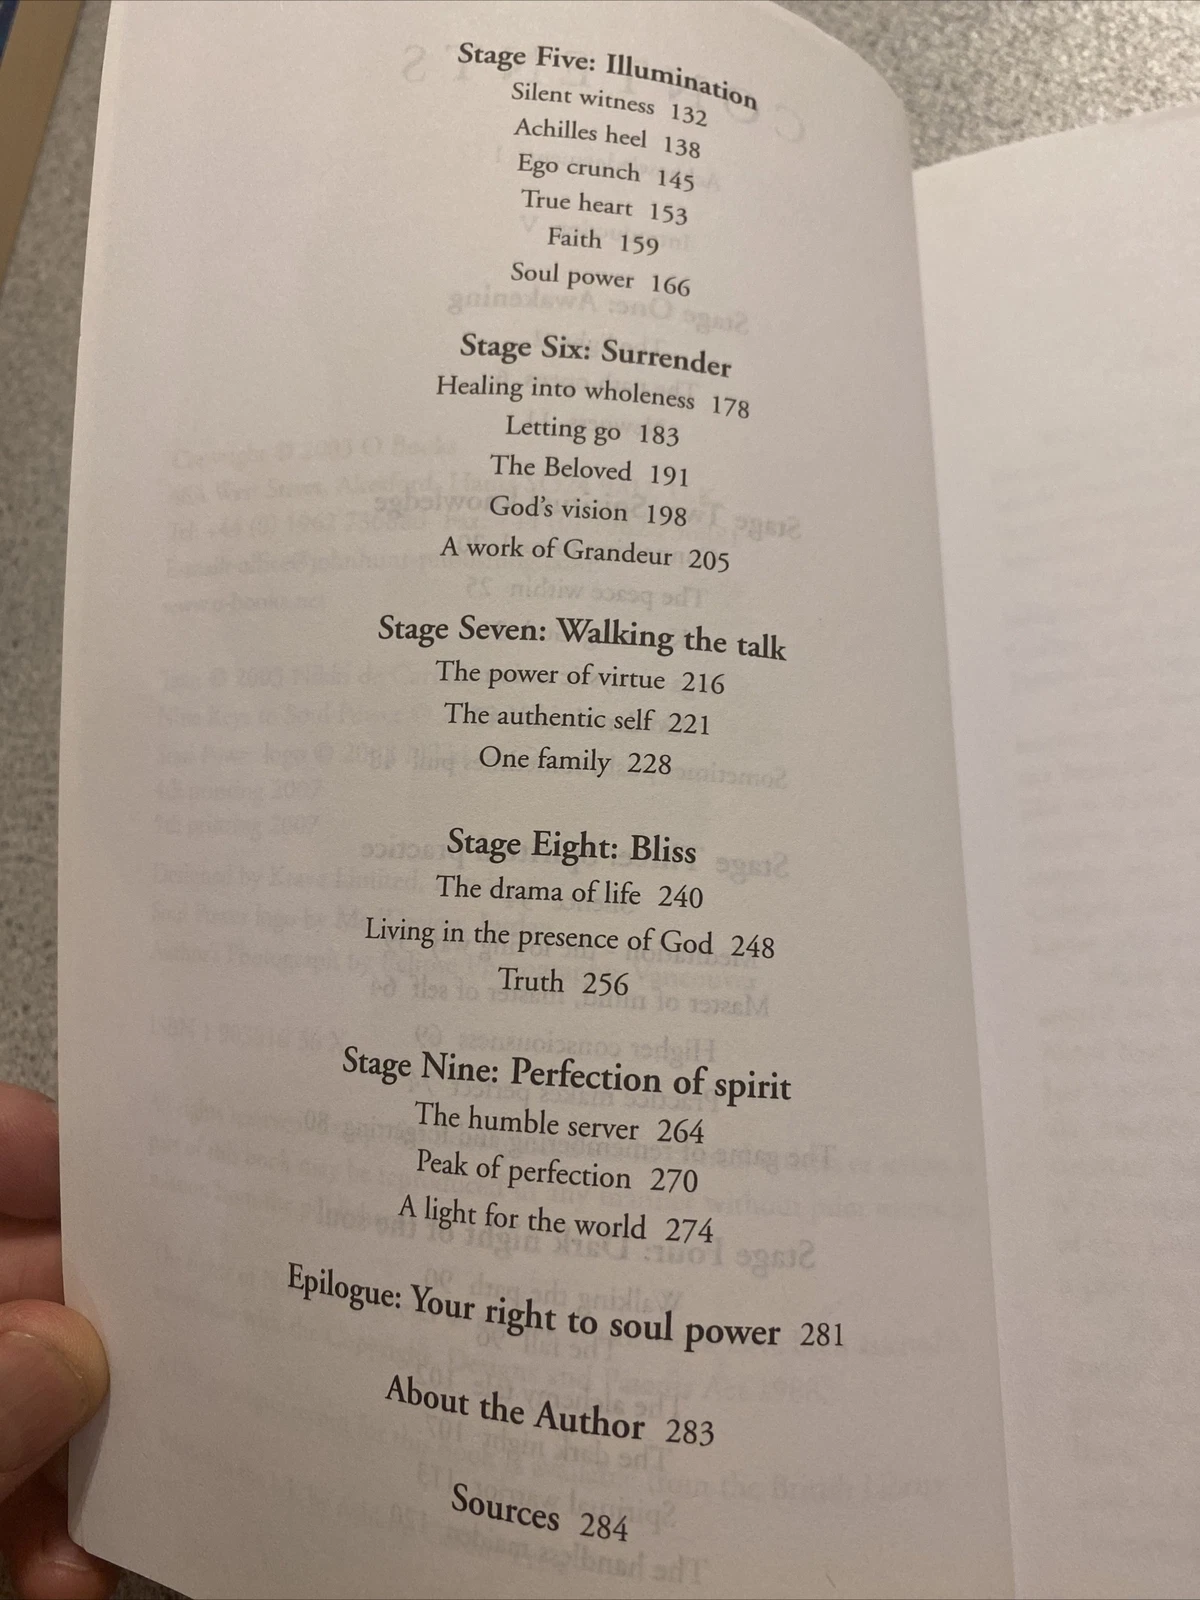 Stage Five: Illumination
Silent witness 132
Achilles heel 138
Ego crunch 145
True heart 153
Faith 159
Soul power 166
Stage Six: Surrender
Healing into wholeness 178
Letting go 183
The Beloved 191
God's vision 198
A work of Grandeur 205
Stage Seven: Walking the talk
The power of virtue 216
The authentic self 221
One family 228
Stage Eight: Bliss
The drama of life 240
Living in the presence of God 248
Truth 256
Stage Nine: Perfection of spirit
The humble server 264
Peak of perfection 270
A light for the world 274
Epilogue: Your right to soul power 281
About the Author 283
Sources 284